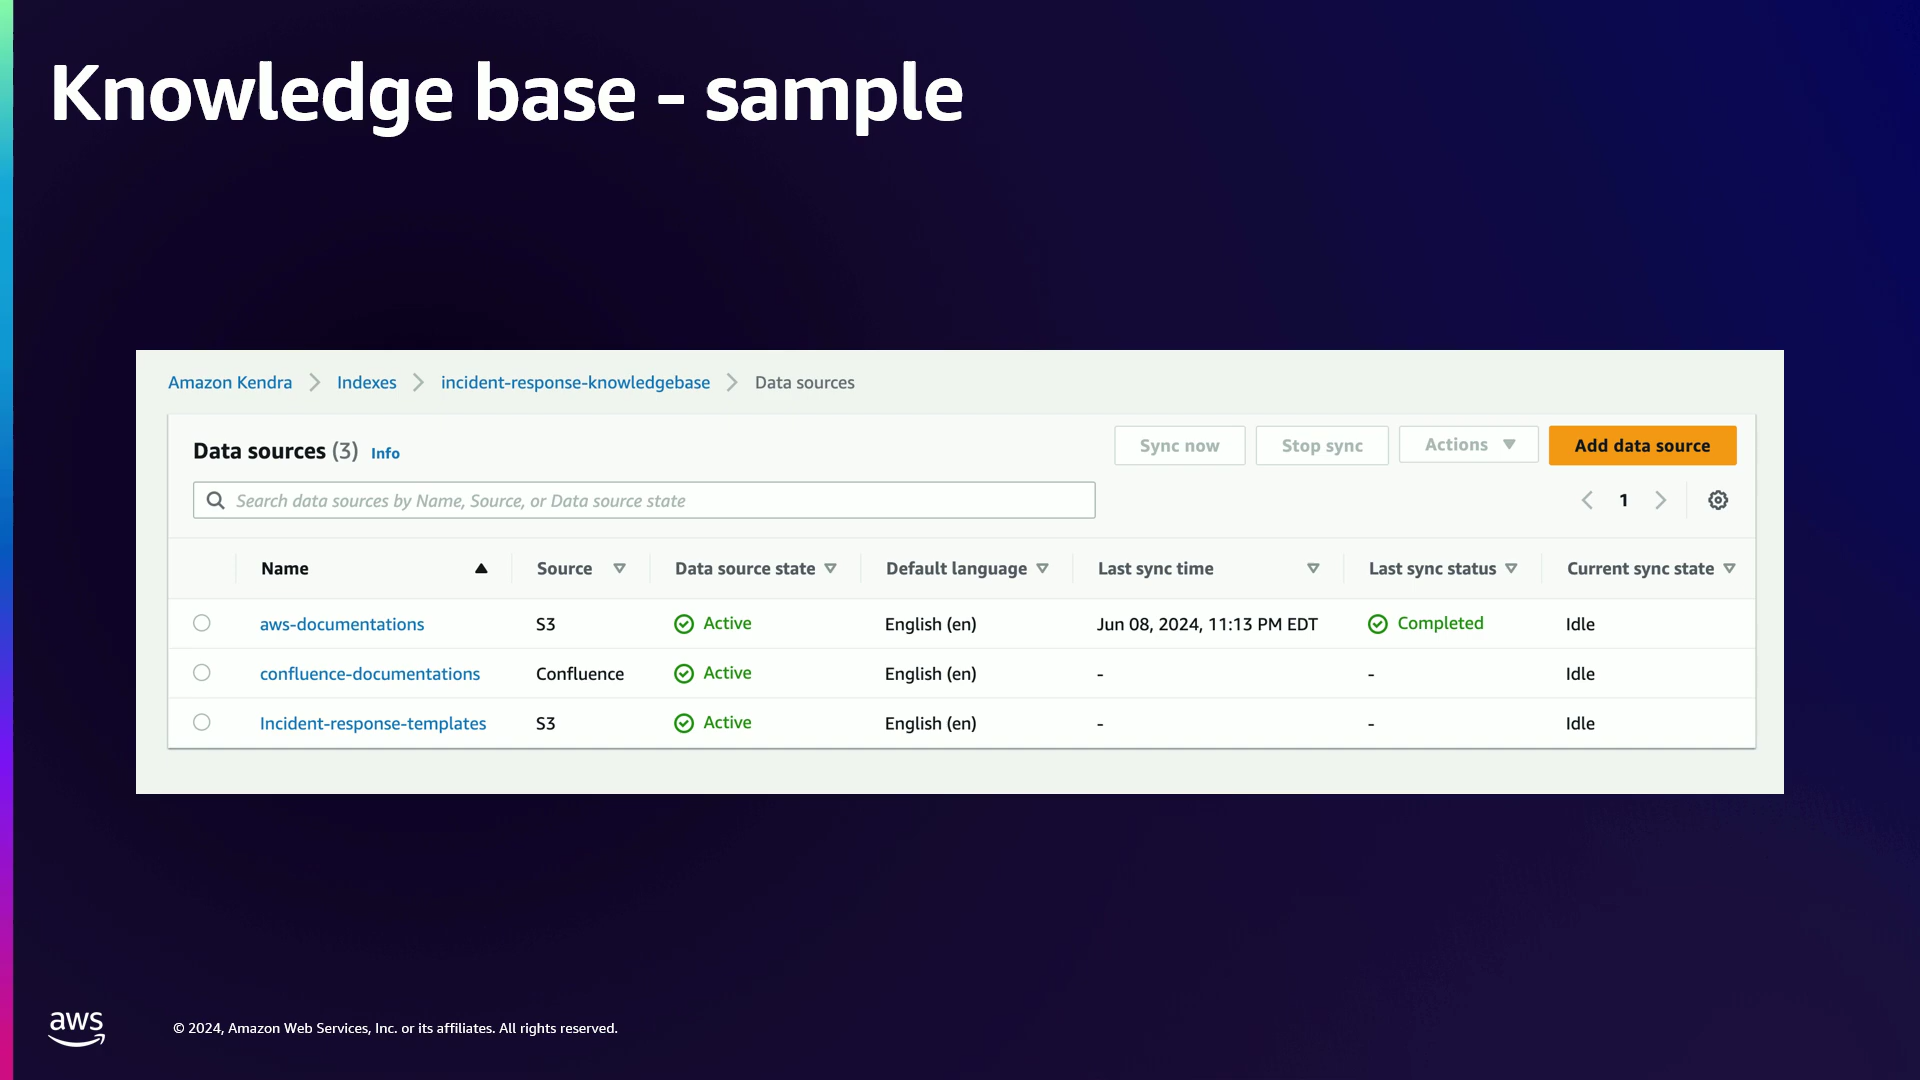 Knowledge base - sample
Amazon Kendra > Indexes > incident-response-knowledgebase > Data sources
Data sources (3) Info
Sync now Stop sync Actions Add data source
Search data sources by Name, Source, or Data source state
1
Name Source Data source state Default language Last sync time Last sync status Current sync state
aws-documentations S3 Active English (en) Jun 08, 2024, 11:13 PM EDT Completed Idle
confluence-documentations Confluence Active English (en) - - Idle
Incident-response-templates S3 Active English (en) - - Idle
aws
© 2024, Amazon Web Services, Inc. or its affiliates. All rights reserved.